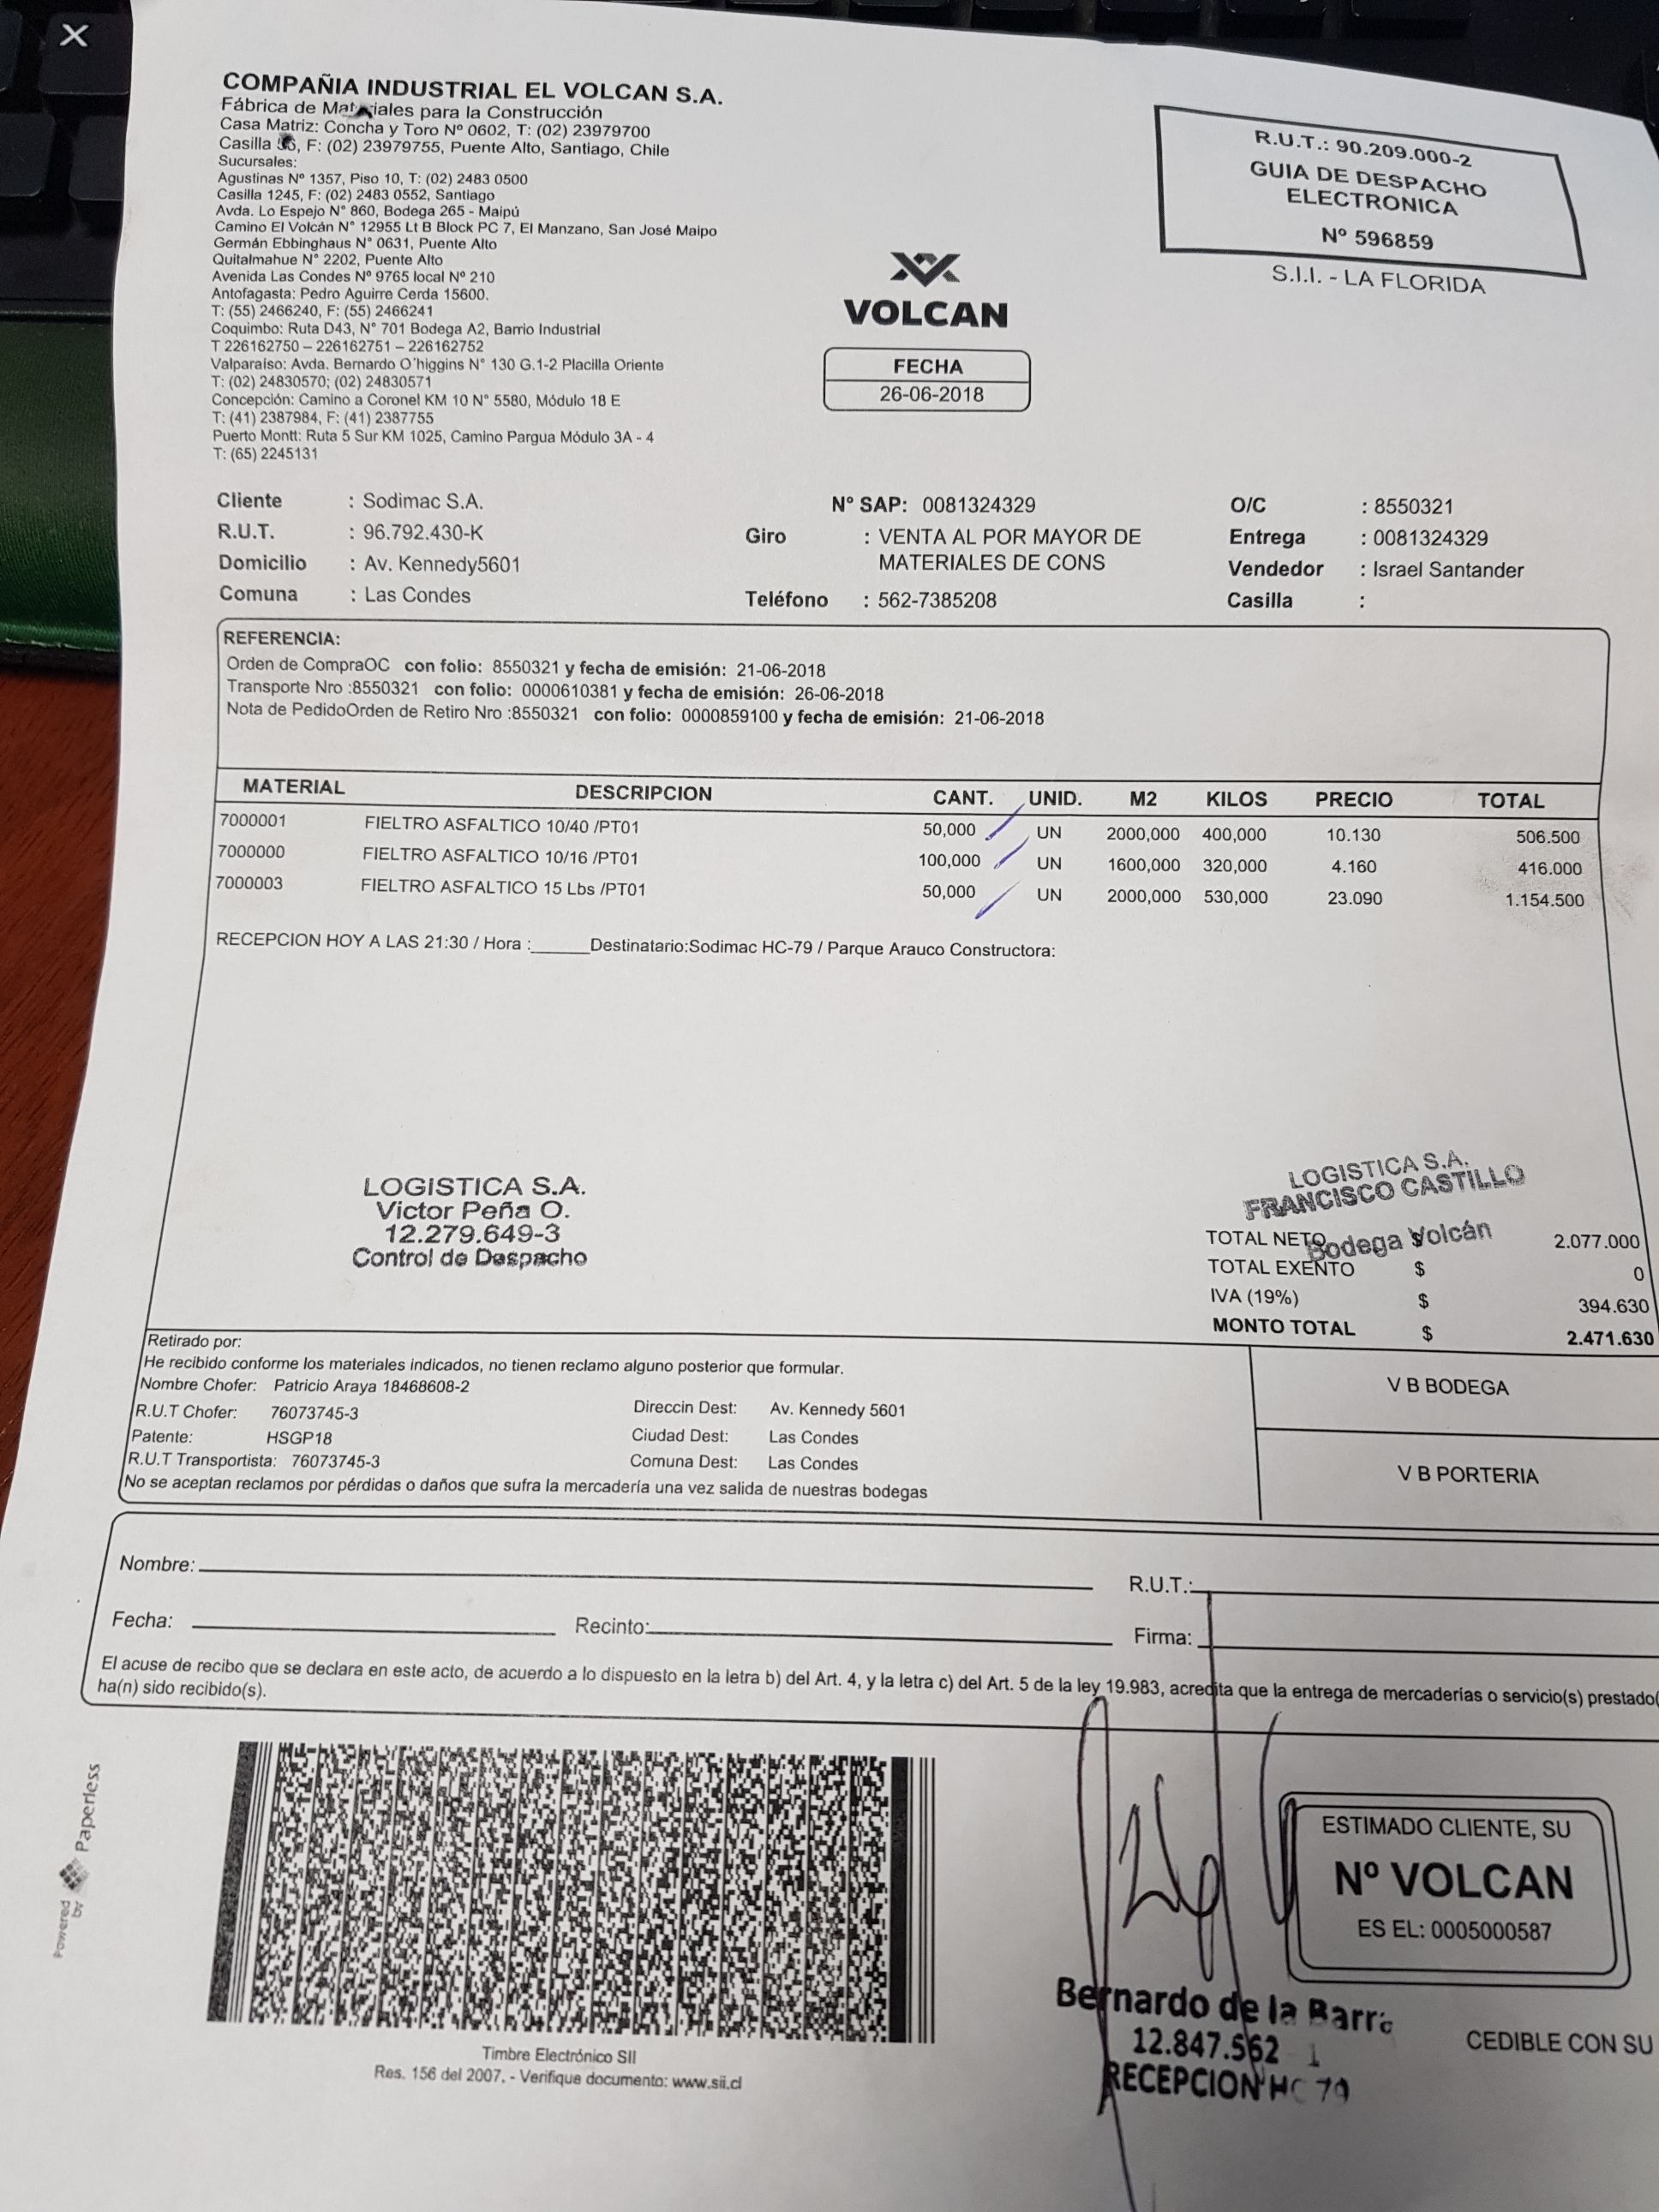 COMPAÑIA INDUSTRIAL EL VOLCAN S.A.
Fábrica de Materiales para la Construcción
Casa Matriz: Concha y Toro Nº 0602, T: (02) 23979700
Casilla F: (02) 23979755, Puente Alto, Santiago, Chile
Sucursales:
Agustinas Nº 1357, Piso 10, T: (02) 2483 0500
Casilla 1245, F: (02) 2483 0552, Santiago
Avda. Lo Espejo N° 860, Bodega 265 - Maipú
Camino El Volcán N° 12955 Lt B Block PC 7, El Manzano, San José Maipo
Germán Ebbinghaus N° 0631, Puente Alto
Quitalmahue N° 2202, Puente Alto
Avenida Las Condes Nº 9765 local Nº 210
Antofagasta: Pedro Aguirre Cerda 15600.
T: (55) 2466240, F: (55) 2466241
Coquimbo: Ruta D43, N° 701 Bodega A2, Barrio Industrial
T 226162750 – 226162751 – 226162752
Valparaíso: Avda. Bernardo O'higgins N° 130 G.1-2 Placilla Oriente
T: (02) 24830570; (02) 24830571
Concepción: Camino a Coronel KM 10 N° 5580, Módulo 18 E
T: (41) 2387984, F: (41) 2387755
Puerto Montt: Ruta 5 Sur KM 1025, Camino Pargua Módulo 3A - 4
T: (65) 2245131
VOLCAN
FECHA
26-06-2018
R.U.T.: 90.209.000-2
GUIA DE DESPACHO
ELECTRONICA
Nº 596859
S.I.I. - LA FLORIDA
Cliente : Sodimac S.A. Nº SAP: 0081324329 O/C : 8550321
R.U.T. : 96.792.430-K Giro : VENTA AL POR MAYOR DE Entrega : 0081324329
MATERIALES DE CONS
Domicilio : Av. Kennedy5601 Vendedor : Israel Santander
Comuna : Las Condes Teléfono : 562-7385208 Casilla :
REFERENCIA:
Orden de CompraOC con folio: 8550321 y fecha de emisión: 21-06-2018
Transporte Nro :8550321 con folio: 0000610381 y fecha de emisión: 26-06-2018
Nota de PedidoOrden de Retiro Nro :8550321 con folio: 0000859100 y fecha de emisión: 21-06-2018
MATERIAL DESCRIPCION CANT. UNID. M2 KILOS PRECIO TOTAL
7000001 FIELTRO ASFALTICO 10/40 /PT01 50,000 UN 2000,000 400,000 10.130 506.500
7000000 FIELTRO ASFALTICO 10/16 /PT01 100,000 UN 1600,000 320,000 4.160 416.000
7000003 FIELTRO ASFALTICO 15 Lbs /PT01 50,000 UN 2000,000 530,000 23.090 1.154.500
RECEPCION HOY A LAS 21:30 / Hora :______Destinatario:Sodimac HC-79 / Parque Arauco Constructora:
LOGISTICA S.A.
Victor Peña O.
12.279.649-3
Control de Despacho
LOGISTICA S.A.
FRANCISCO CASTILLO
Bodega Volcán
TOTAL NETO $ 2.077.000
TOTAL EXENTO $ 0
IVA (19%) $ 394.630
MONTO TOTAL $ 2.471.630
Retirado por:
He recibido conforme los materiales indicados, no tienen reclamo alguno posterior que formular.
Nombre Chofer: Patricio Araya 18468608-2
R.U.T Chofer: 76073745-3 Direccin Dest: Av. Kennedy 5601
Patente: HSGP18 Ciudad Dest: Las Condes
R.U.T Transportista: 76073745-3 Comuna Dest: Las Condes
No se aceptan reclamos por pérdidas o daños que sufra la mercadería una vez salida de nuestras bodegas
V B BODEGA
V B PORTERIA
Nombre: R.U.T.:
Fecha: Recinto: Firma:
El acuse de recibo que se declara en este acto, de acuerdo a lo dispuesto en la letra b) del Art. 4, y la letra c) del Art. 5 de la ley 19.983, acredita que la entrega de mercaderías o servicio(s) prestado(
ha(n) sido recibido(s).
Powered by Paperless
Timbre Electrónico SII
Res. 156 del 2007. - Verifique documento: www.sii.cl
ESTIMADO CLIENTE, SU
Nº VOLCAN
ES EL: 0005000587
Bernardo de la Barra
12.847.562 1
RECEPCION HC 79
CEDIBLE CON SU